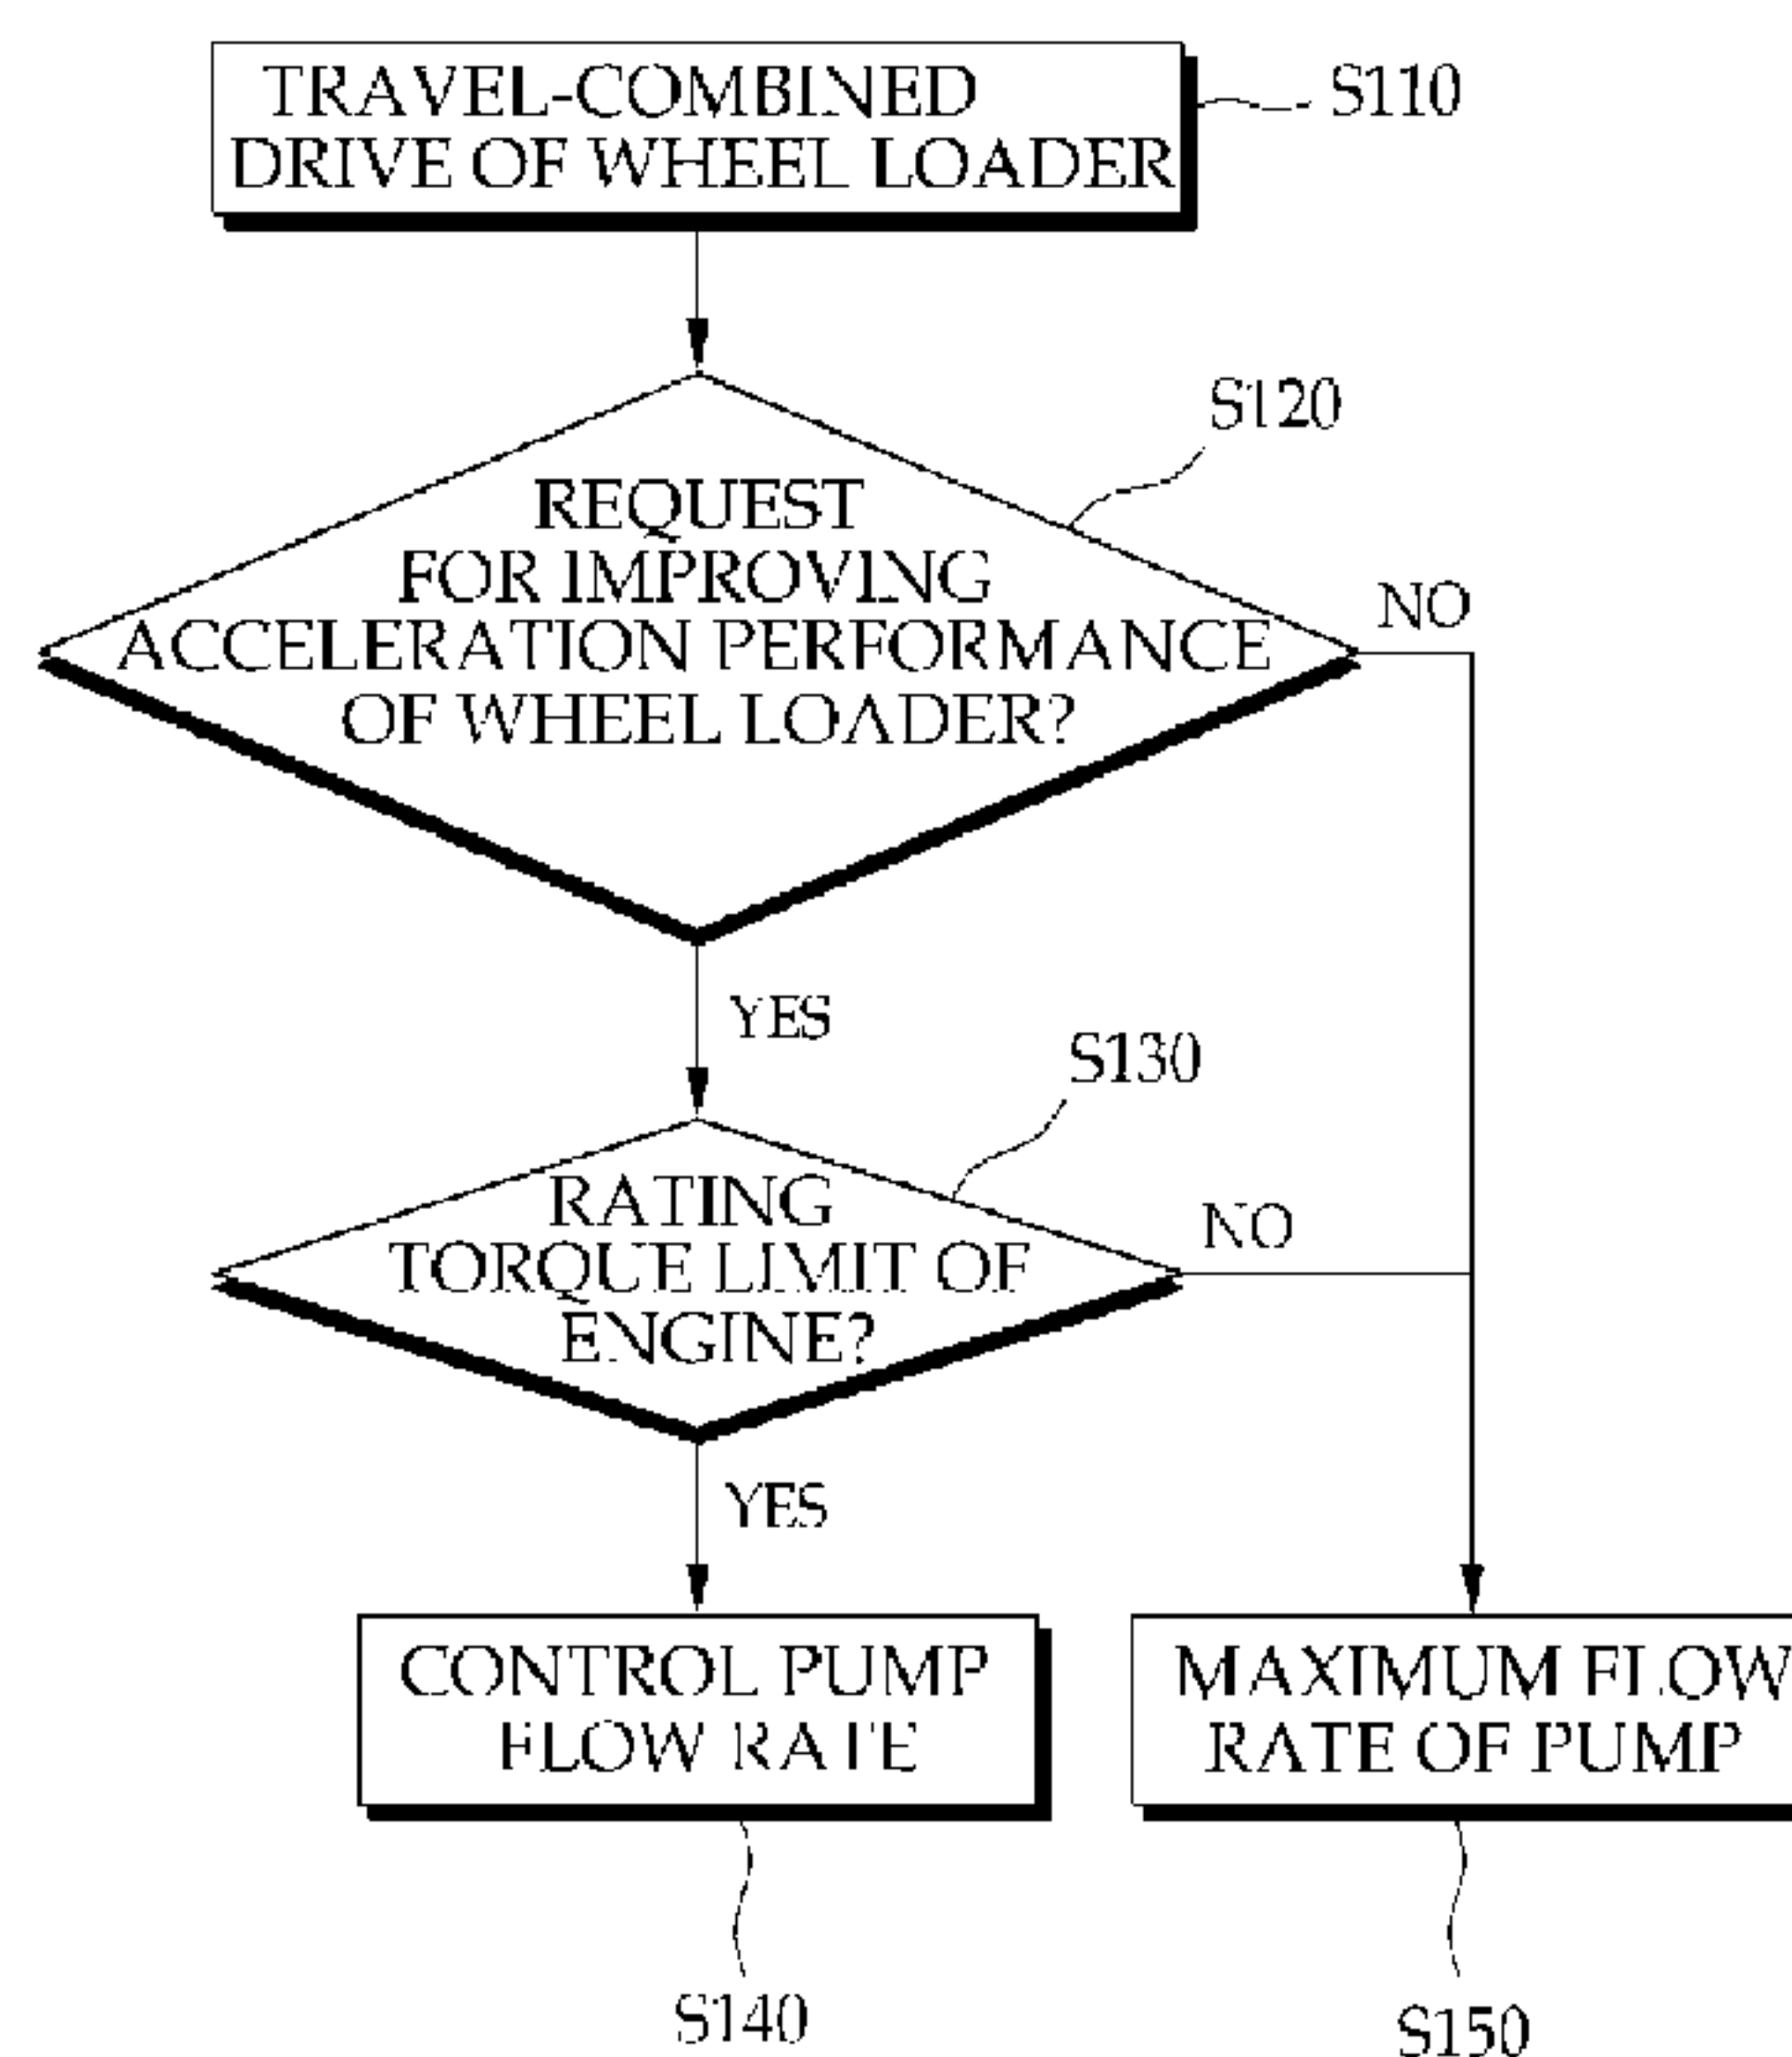 TRAVEL-COMBINED
DRIVE OF WHEEL LOADER
S110
S120
REQUEST
FOR IMPROVING
ACCELERATION PERFORMANCE
OF WHEEL LOADER?
NO
YES
S130
RATING
TORQUE LIMIT OF
ENGINE?
NO
YES
CONTROL PUMP
FLOW RATE
MAXIMUM FLOW
RATE OF PUMP
S140
S150